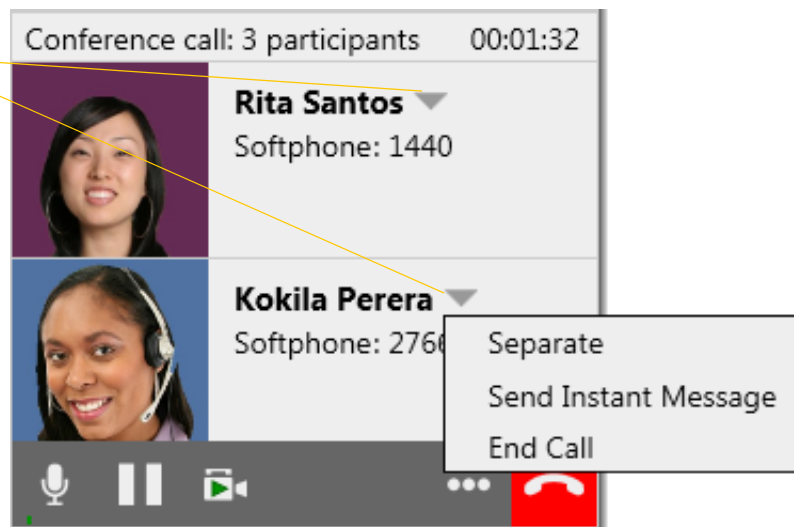 Conference call: 3 participants 00:01:32
Rita Santos
Softphone: 1440
Kokila Perera
Softphone: 276
Separate
Send Instant Message
End Call